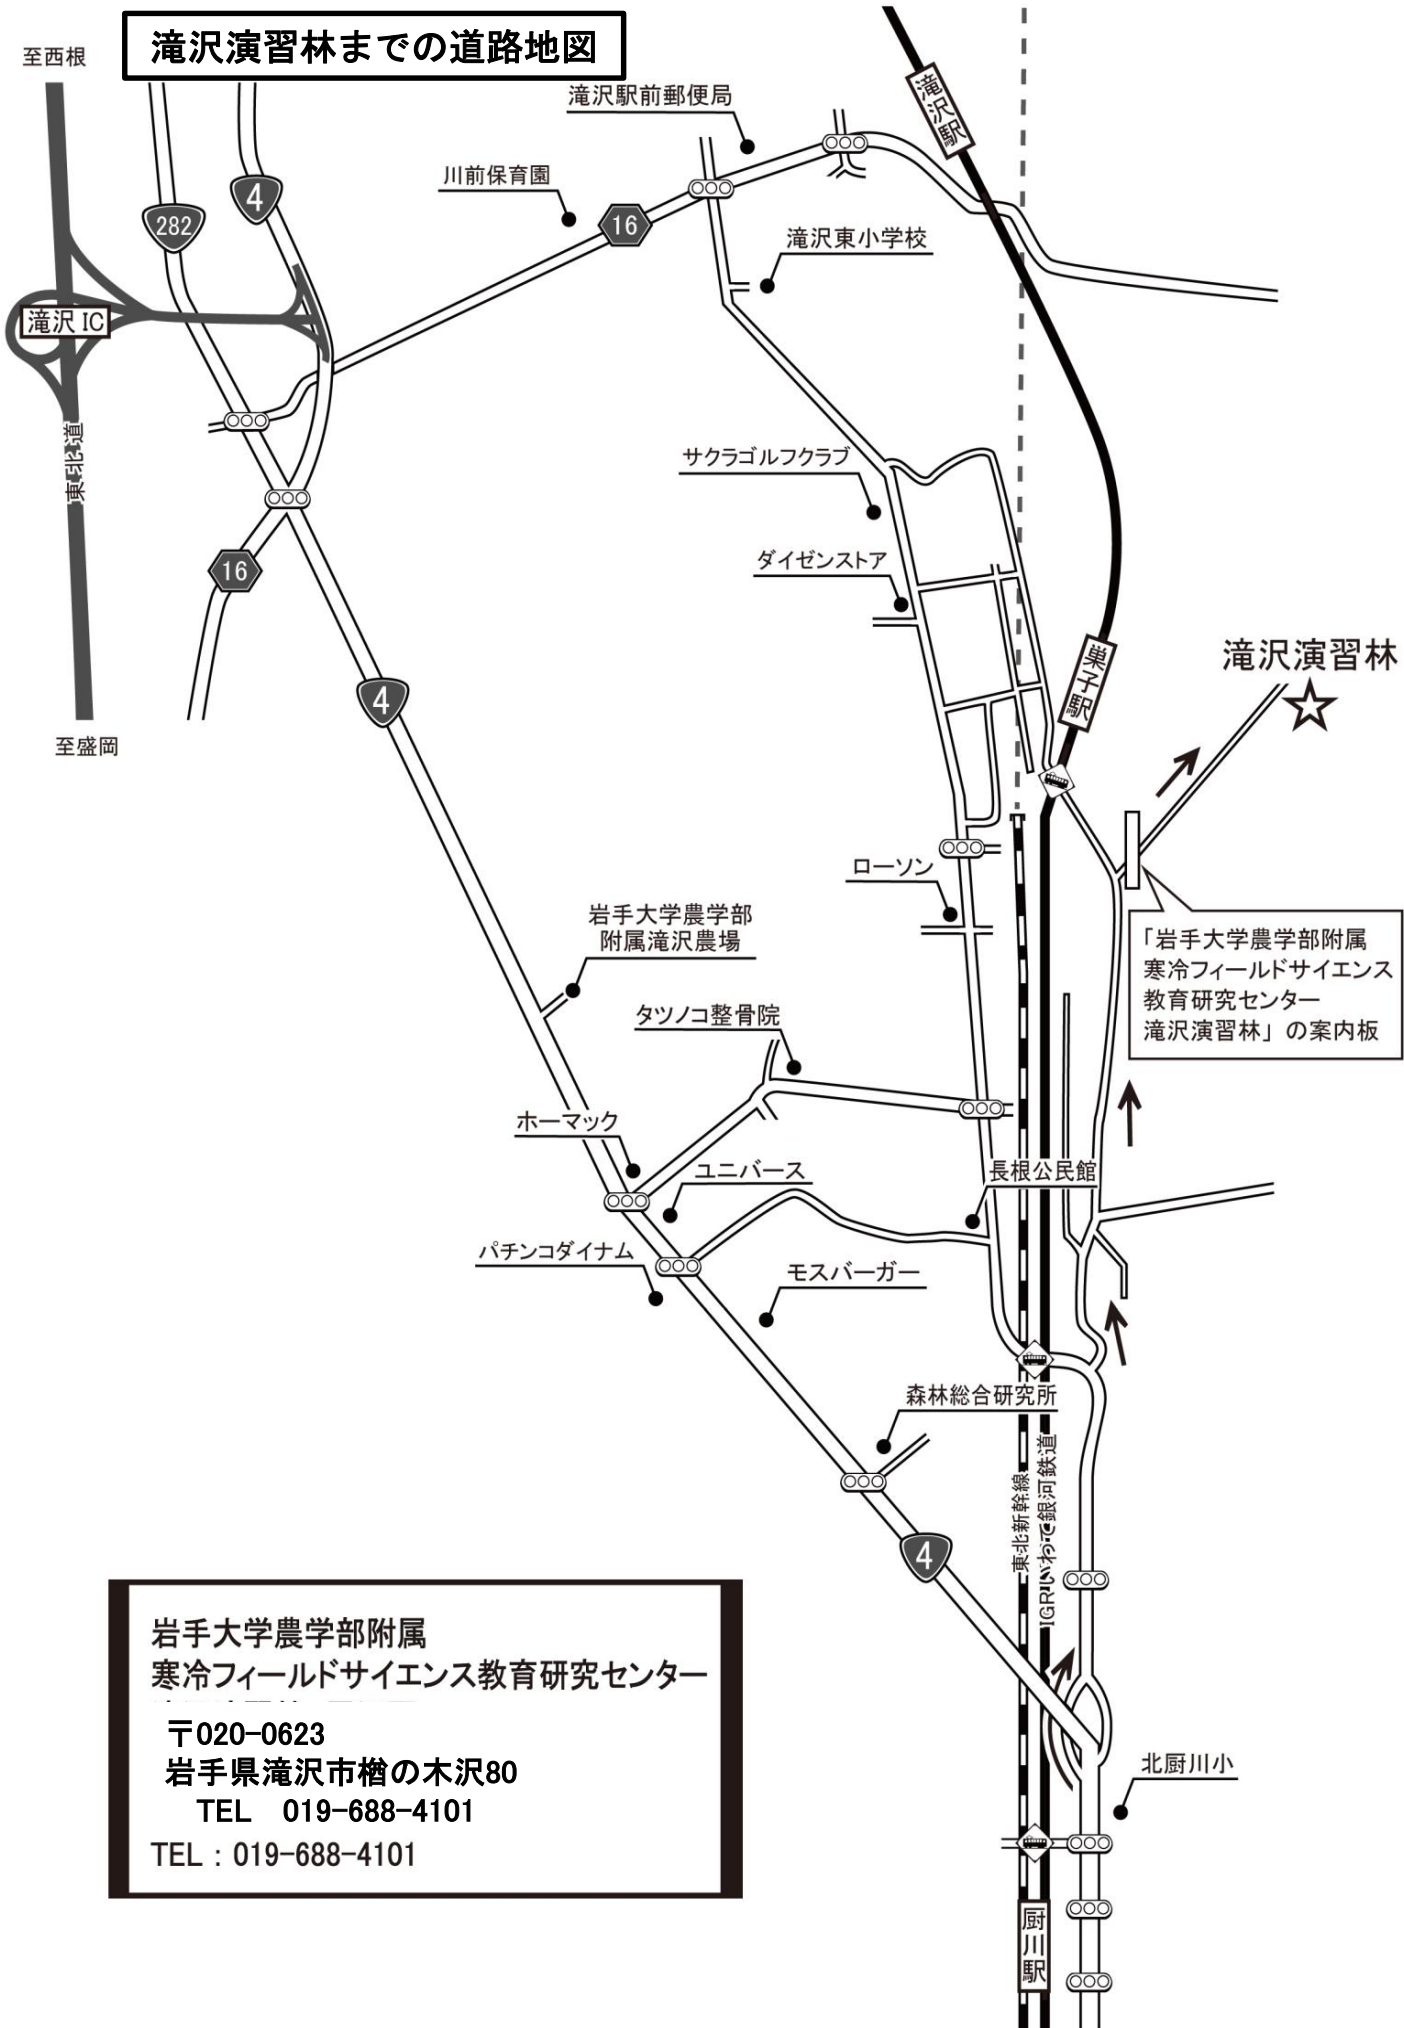 滝沢演習林までの道路地図
至西根
滝沢駅
滝沢駅前郵便局
川前保育園
4
282
16
滝沢東小学校
滝沢 IC
東北道
サクラゴルフクラブ
16
ダイゼンストア
4
巣子駅
滝沢演習林
至盛岡
ローソン
岩手大学農学部
附属滝沢農場
「岩手大学農学部附属
寒冷フィールドサイエンス
教育研究センター
滝沢演習林」の案内板
タツノコ整骨院
ホーマック
ユニバース
長根公民館
パチンコダイナム
モスバーガー
森林総合研究所
東北新幹線
IGRいわて銀河鉄道
4
岩手大学農学部附属
寒冷フィールドサイエンス教育研究センター
〒020-0623
岩手県滝沢市楢の木沢80
TEL 019-688-4101
TEL : 019-688-4101
北厨川小
厨川駅